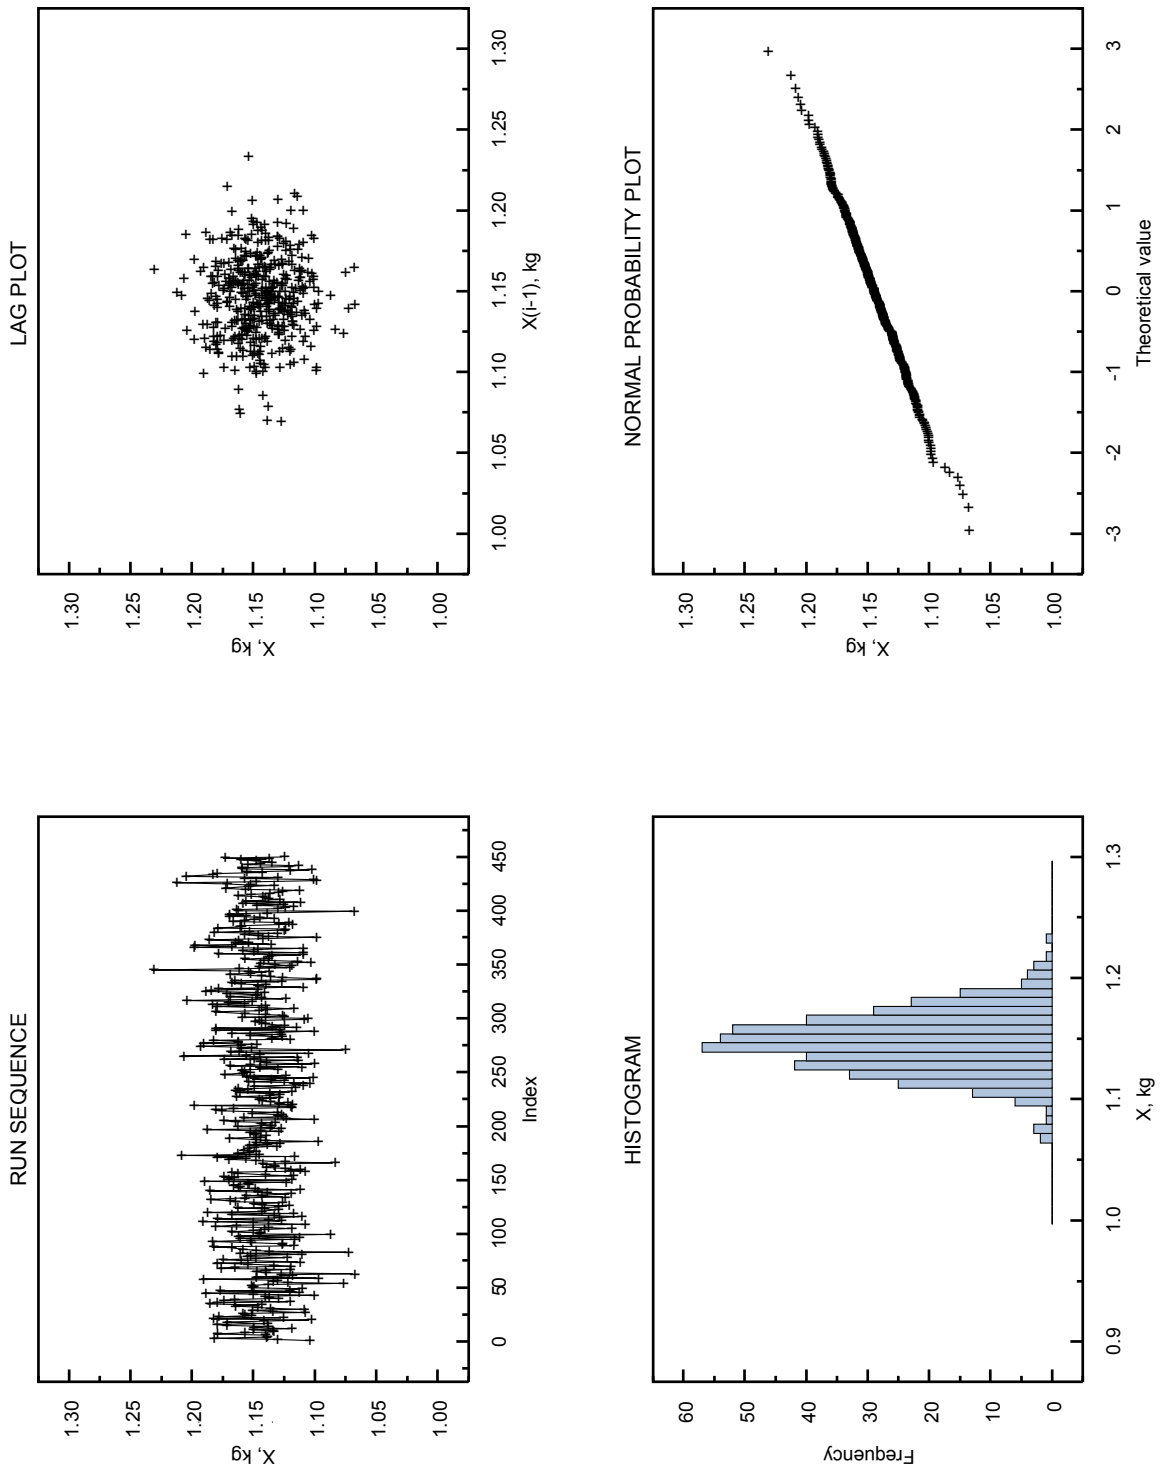 RUN SEQUENCE
X, kg
1.30
1.25
1.20
1.15
1.10
1.05
1.00
0 50 100 150 200 250 300 350 400 450
Index
LAG PLOT
X, kg
1.30
1.25
1.20
1.15
1.10
1.05
1.00
1.00 1.05 1.10 1.15 1.20 1.25 1.30
X(i-1), kg
HISTOGRAM
Frequency
60
50
40
30
20
10
0
0.9 1.0 1.1 1.2 1.3
X, kg
NORMAL PROBABILITY PLOT
X, kg
1.30
1.25
1.20
1.15
1.10
1.05
1.00
-3 -2 -1 0 1 2 3
Theoretical value